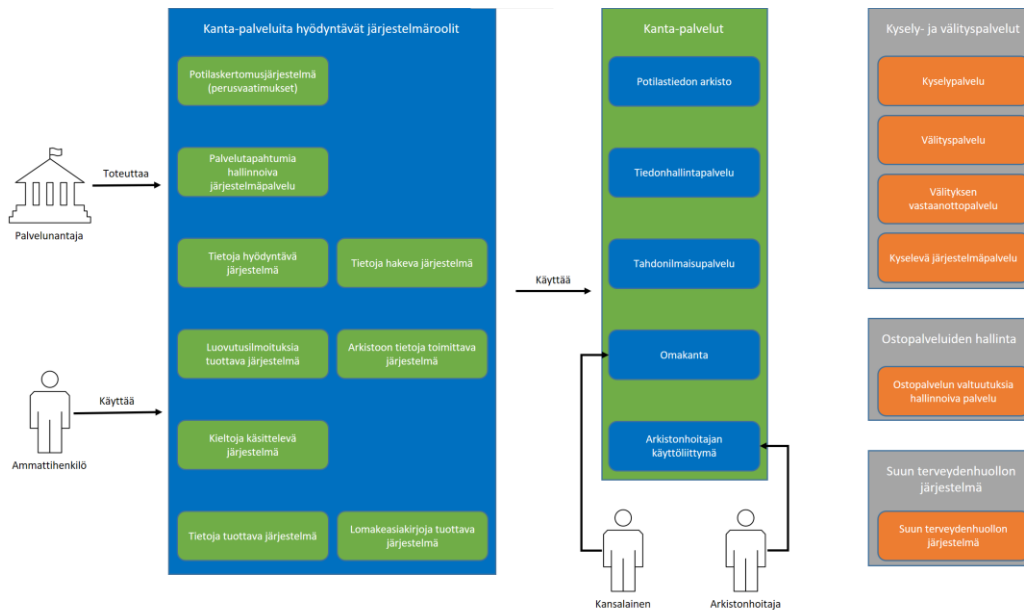 Kanta-palveluita hyödyntävät järjestelmäroolit
Potilaskertomusjärjestelmä
(perusvaatimukset)
Palvelutapahtumia
hallinnoiva
järjestelmäpalvelu
Tietoja hyödyntävä
järjestelmä
Tietoja hakeva järjestelmä
Luovutusilmoituksia
tuottava järjestelmä
Arkistoon tietoja toimittava
järjestelmä
Kieltoja käsittelevä
järjestelmä
Tietoja tuottava järjestelmä
Lomakeasiakirjoja tuottava
järjestelmä
Toteuttaa
Palvelunantaja
Käyttää
Ammattihenkilö
Käyttää
Kanta-palvelut
Potilastiedon arkisto
Tiedonhallintapalvelu
Tahdonilmaisupalvelu
Omakanta
Arkistonhoitajan
käyttöliittymä
Kansalainen
Arkistonhoitaja
Kysely- ja välityspalvelut
Kyselypalvelu
Välityspalvelu
Välityksen
vastaanottopalvelu
Kyselevä järjestelmäpalvelu
Ostopalveluiden hallinta
Ostopalvelun valtuutuksia
hallinnoiva palvelu
Suun terveydenhuollon
järjestelmä
Suun terveydenhuollon
järjestelmä